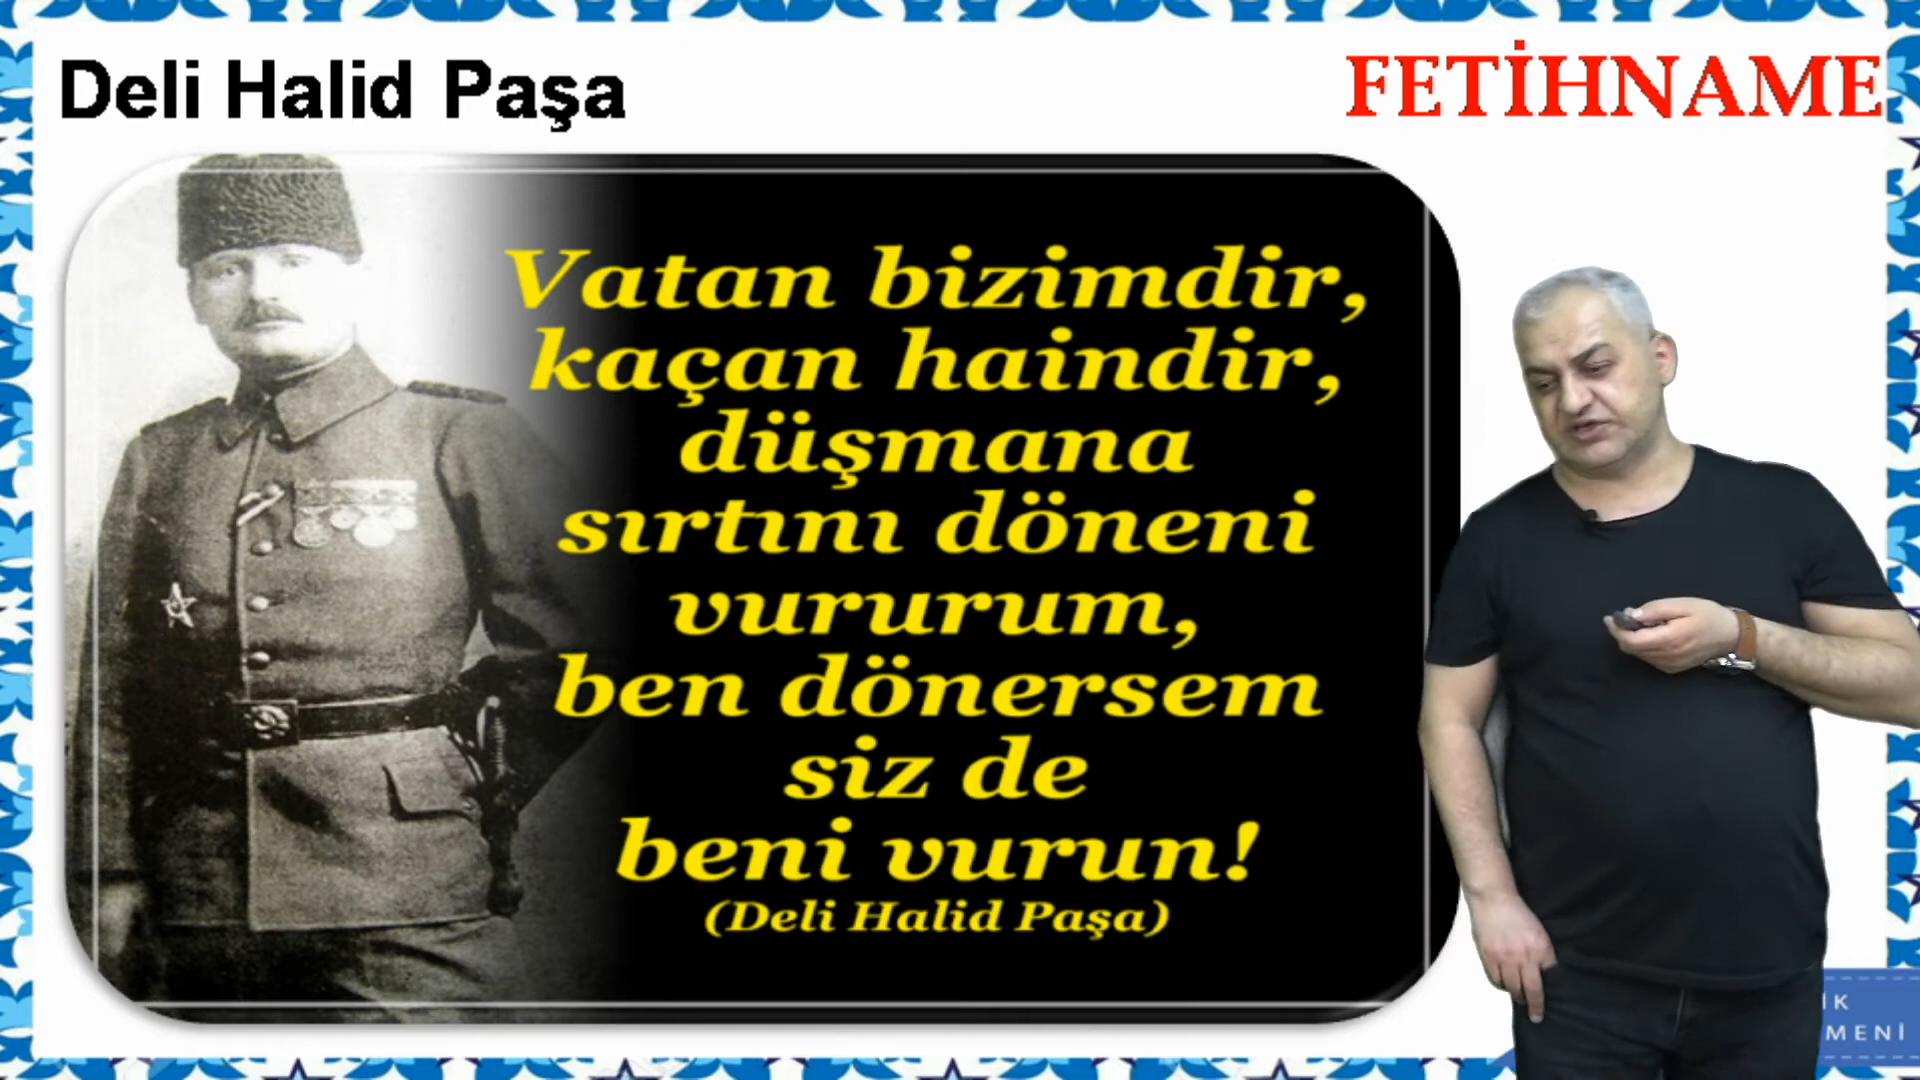 Deli Halid Paşa
FETİHNAME
Vatan bizimdir,
kaçan haindir,
düşmana
sırtını döneni
vururum,
ben dönersem
siz de
beni vurun!
(Deli Halid Paşa)